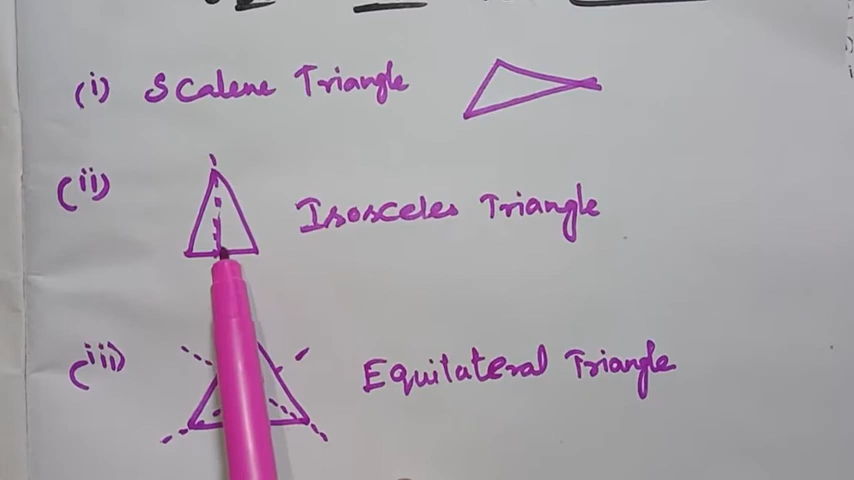 (i) Scalene Triangle
(ii) Isosceles Triangle
(iii) Equilateral Triangle